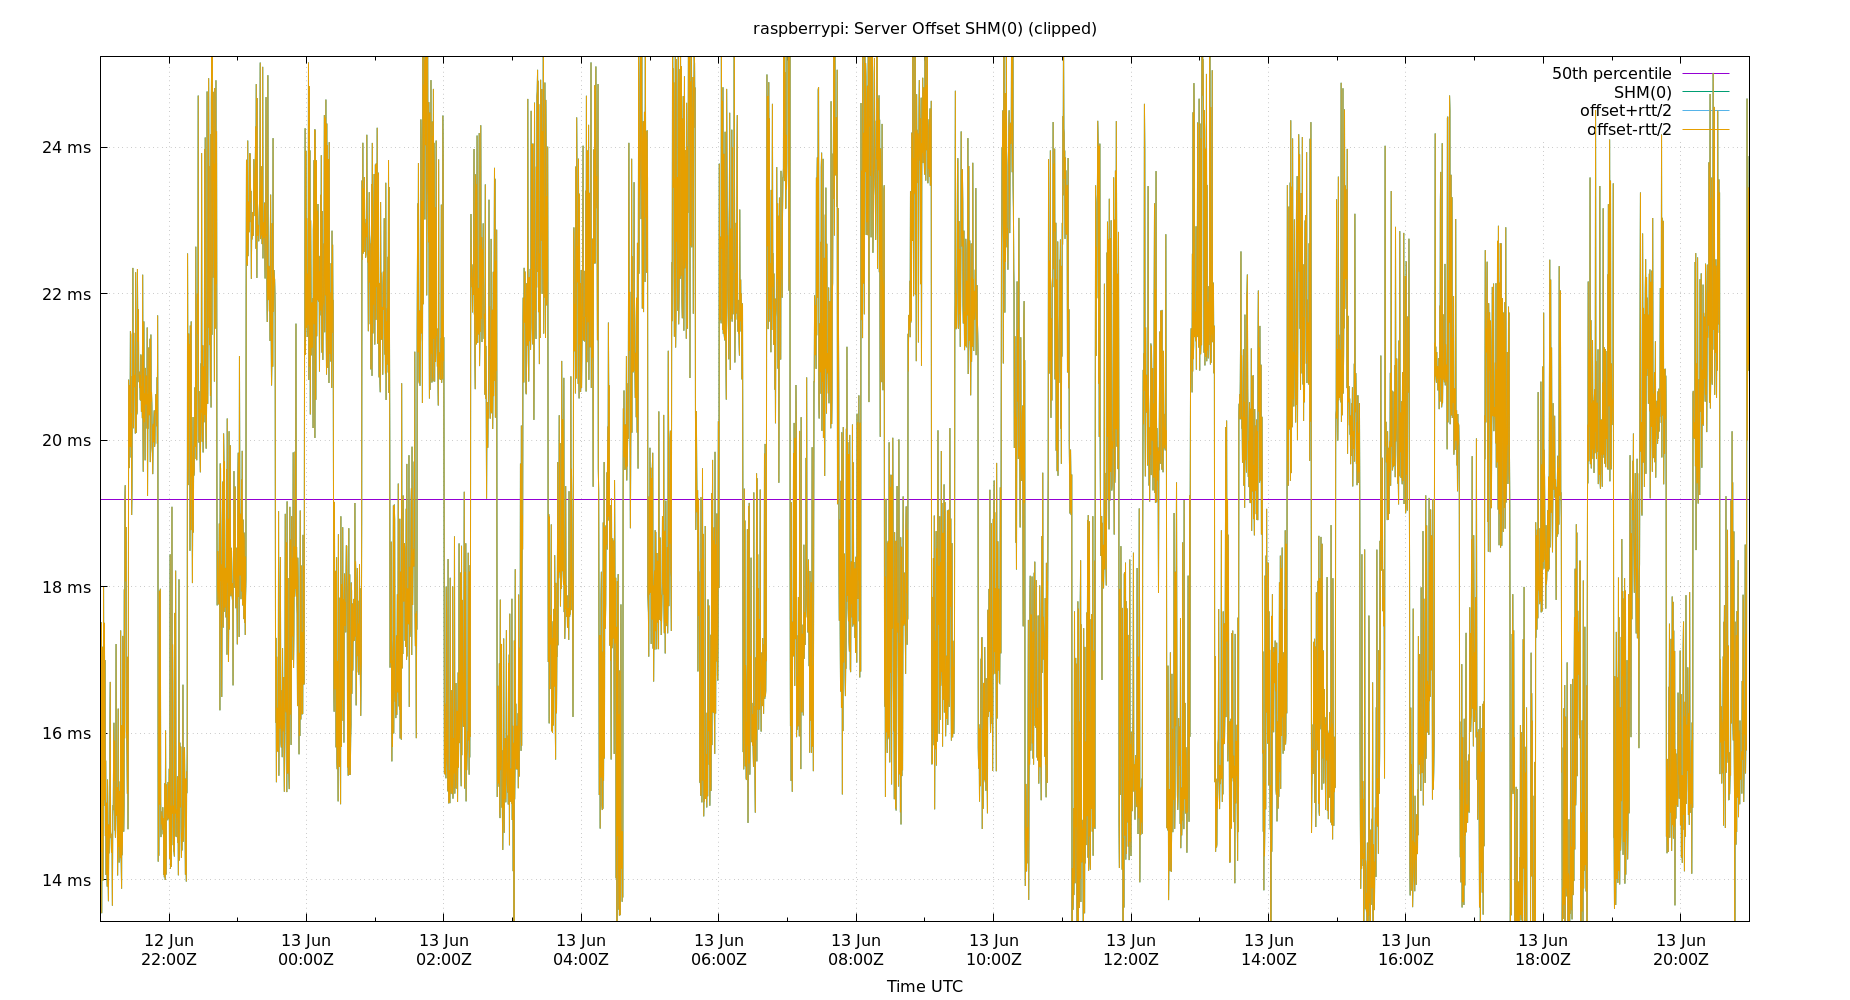 raspberrypi: Server Offset SHM(0) (clipped)
50th percentile
SHM(0)
offset+rtt/2
offset-rtt/2
24 ms
22 ms
20 ms
18 ms
16 ms
14 ms
12 Jun 13 Jun 13 Jun 13 Jun 13 Jun 13 Jun 13 Jun 13 Jun 13 Jun 13 Jun 13 Jun 13 Jun
22:00Z 00:00Z 02:00Z 04:00Z 06:00Z 08:00Z 10:00Z 12:00Z 14:00Z 16:00Z 18:00Z 20:00Z
Time UTC